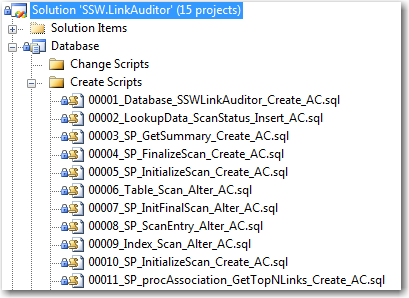 Solution 'SSW.LinkAuditor' (15 projects)
Solution Items
Database
Change Scripts
Create Scripts
00001_Database_SSWLinkAuditor_Create_AC.sql
00002_LookupData_ScanStatus_Insert_AC.sql
00003_SP_GetSummary_Create_AC.sql
00004_SP_FinalizeScan_Create_AC.sql
00005_SP_InitializeScan_Create_AC.sql
00006_Table_Scan_Alter_AC.sql
00007_SP_InitFinalScan_Alter_AC.sql
00008_SP_ScanEntry_Alter_AC.sql
00009_Index_Scan_Alter_AC.sql
00010_SP_InitializeScan_Create_AC.sql
00011_SP_procAssociation_GetTopNLinks_Create_AC.sql